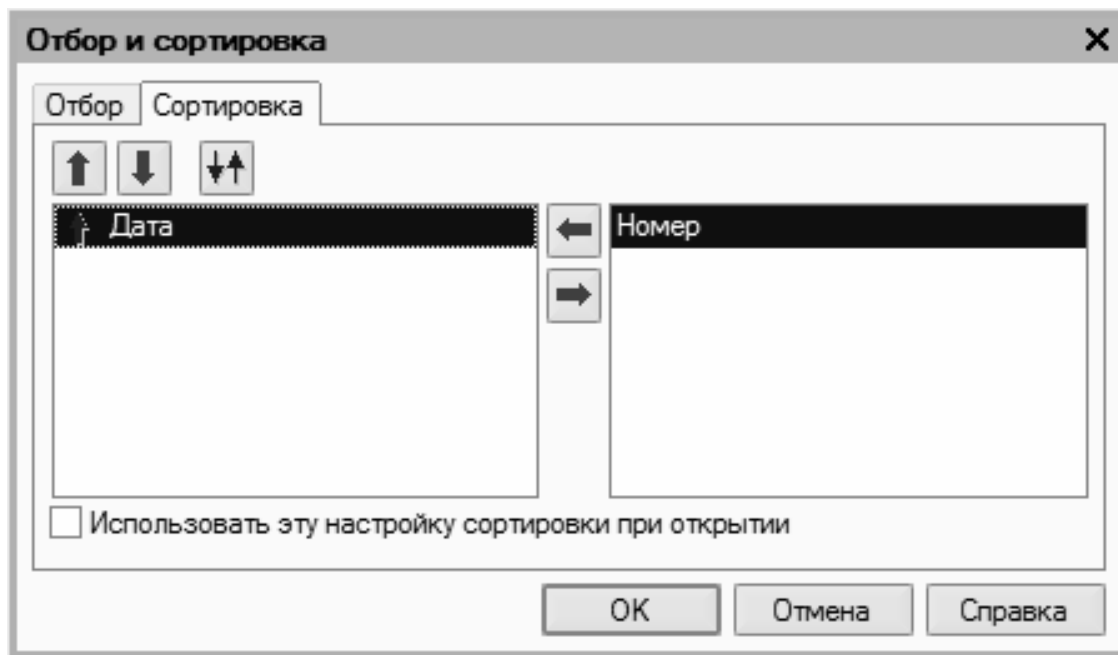 Отбор и сортировка
Отбор Сортировка
Дата Номер
Использовать эту настройку сортировки при открытии
OK Отмена Справка